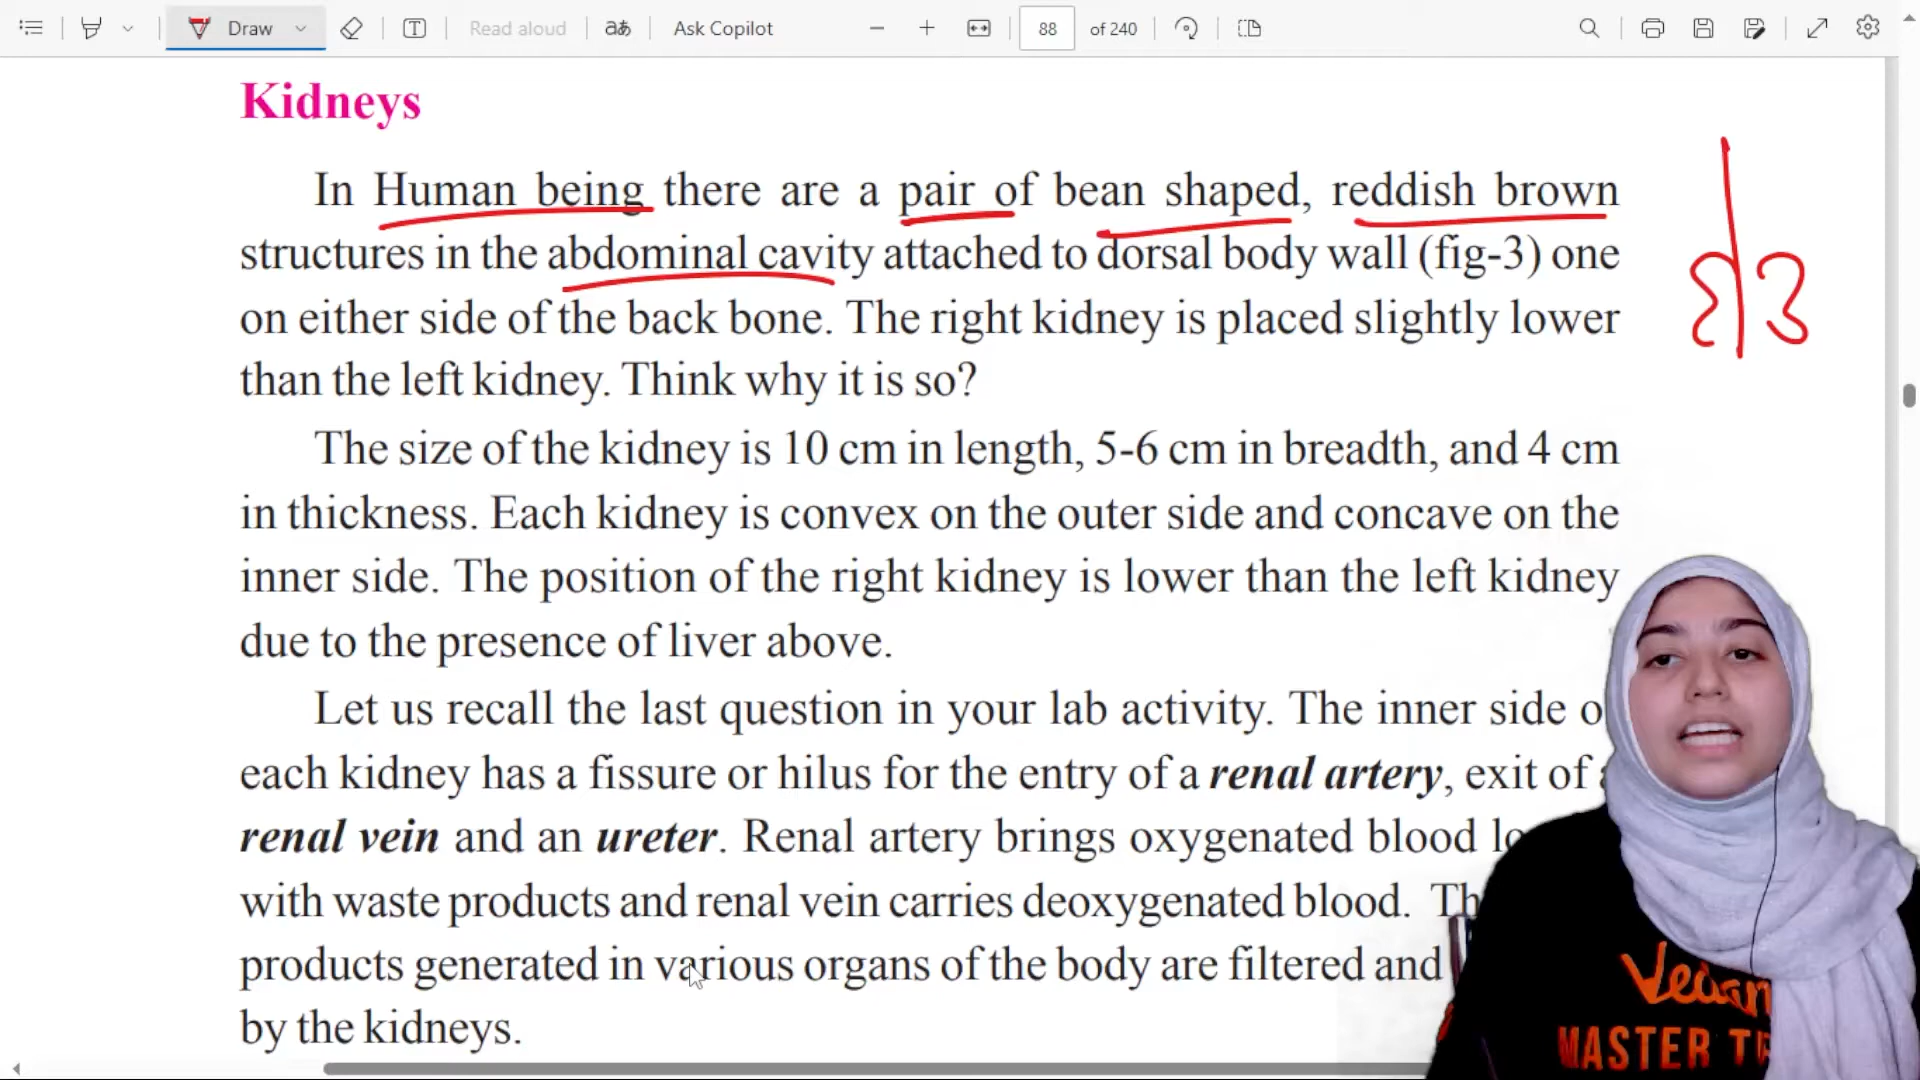 Draw
Read aloud
aあ
Ask Copilot
88
of 240
Kidneys
In Human being there are a pair of bean shaped, reddish brown
structures in the abdominal cavity attached to dorsal body wall (fig-3) one
on either side of the back bone. The right kidney is placed slightly lower
than the left kidney. Think why it is so?
The size of the kidney is 10 cm in length, 5-6 cm in breadth, and 4 cm
in thickness. Each kidney is convex on the outer side and concave on the
inner side. The position of the right kidney is lower than the left kidney
due to the presence of liver above.
Let us recall the last question in your lab activity. The inner side
each kidney has a fissure or hilus for the entry of a renal artery, exit of
renal vein and an ureter. Renal artery brings oxygenated blood
with waste products and renal vein carries deoxygenated blood.
products generated in various organs of the body are filtered and
by the kidneys.
MASTER